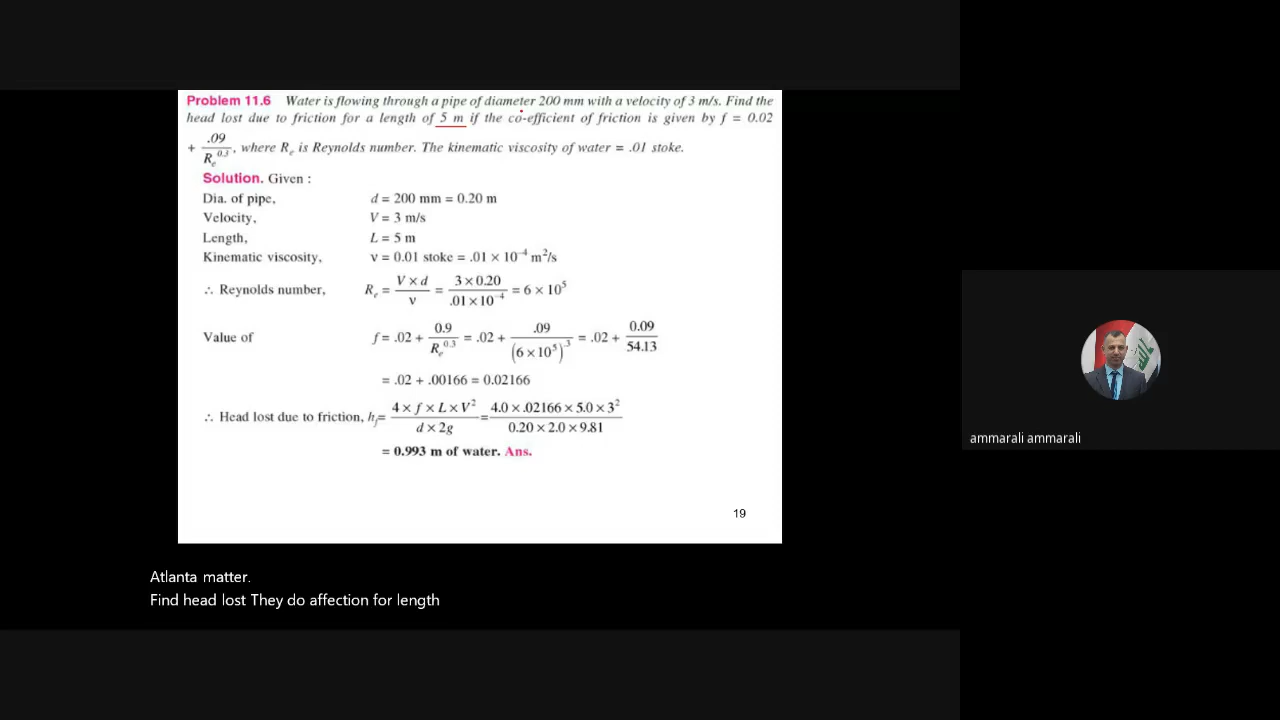 Problem 11.6 Water is flowing through a pipe of diameter 200 mm with a velocity of 3 m/s. Find the
head lost due to friction for a length of 5 m if the co-efficient of friction is given by f = 0.02
+ .09/Re^0.3, where Re is Reynolds number. The kinematic viscosity of water = .01 stoke.
Solution. Given :
Dia. of pipe, d = 200 mm = 0.20 m
Velocity, V = 3 m/s
Length, L = 5 m
Kinematic viscosity, ν = 0.01 stoke = .01 × 10^–4 m²/s
∴ Reynolds number, Re = (V × d)/ν = (3 × 0.20)/(.01 × 10^–4) = 6 × 10^5
Value of f = .02 + 0.9/Re^0.3 = .02 + .09/(6 × 10^5)^.3 = .02 + 0.09/54.13
= .02 + .00166 = 0.02166
∴ Head lost due to friction, hf = (4 × f × L × V²)/(d × 2g) = (4.0 × .02166 × 5.0 × 3²)/(0.20 × 2.0 × 9.81)
= 0.993 m of water. Ans.
19
ammarali ammarali
Atlanta matter.
Find head lost They do affection for length